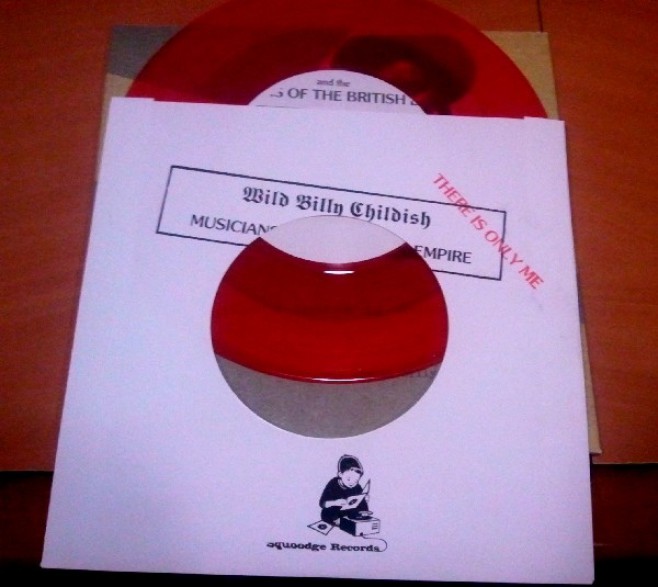 and the
S OF THE BRITISH
Wild Billy Childish
MUSICIANS
EMPIRE
THERE IS ONLY ME
squoodge Records